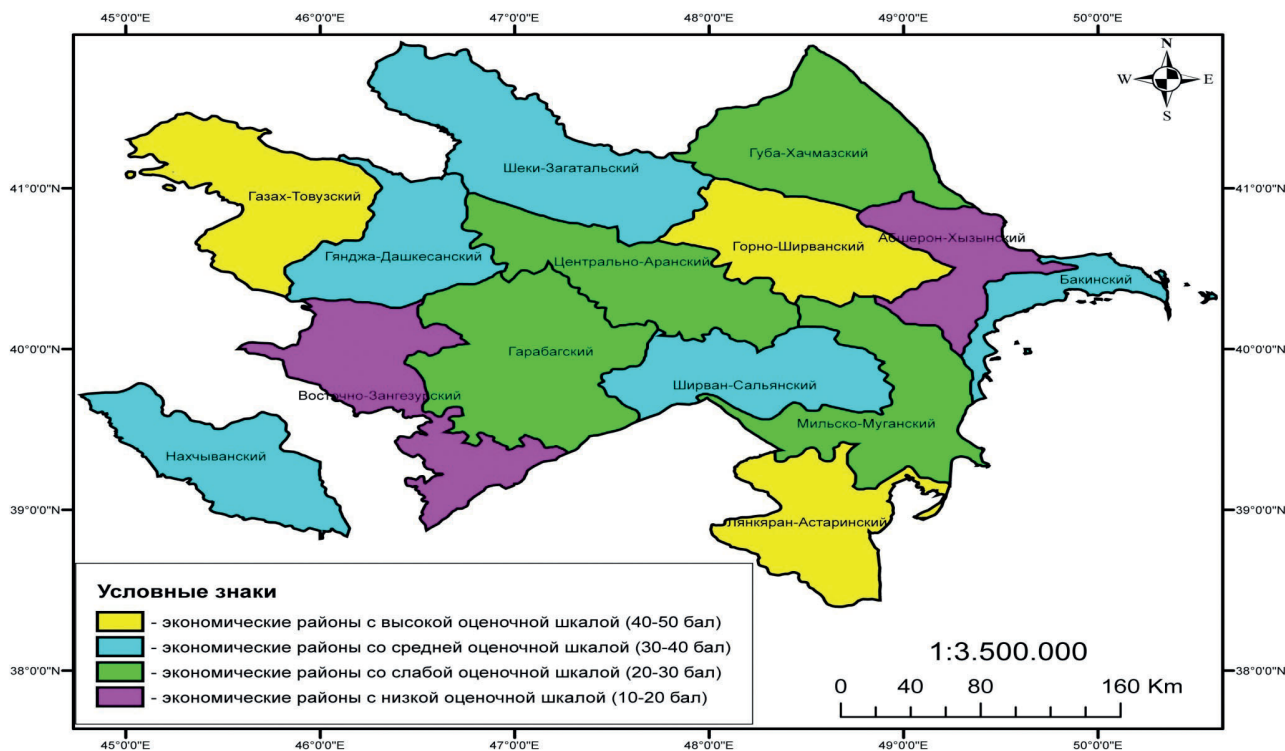 45°0'0"E 46°0'0"E 47°0'0"E 48°0'0"E 49°0'0"E 50°0'0"E
N
W E
S
41°0'0"N 41°0'0"N
40°0'0"N 40°0'0"N
39°0'0"N 39°0'0"N
38°0'0"N 38°0'0"N
Губа-Хачмазский
Шеки-Загатальский
Газах-Товузский
Абшерон-Хызынский
Горно-Ширванский
Гянджа-Дашкесанский
Центрально-Аранский
Бакинский
Гарабагский
Ширван-Сальянский
Восточно-Зангезурский
Мильско-Муганский
Нахчыванский
Лянкяран-Астаринский
Условные знаки
- экономические районы с высокой оценочной шкалой (40-50 бал)
- экономические районы со средней оценочной шкалой (30-40 бал)
- экономические районы со слабой оценочной шкалой (20-30 бал)
- экономические районы с низкой оценочной шкалой (10-20 бал)
1:3.500.000
0 40 80 160 Km
45°0'0"E 46°0'0"E 47°0'0"E 48°0'0"E 49°0'0"E 50°0'0"E